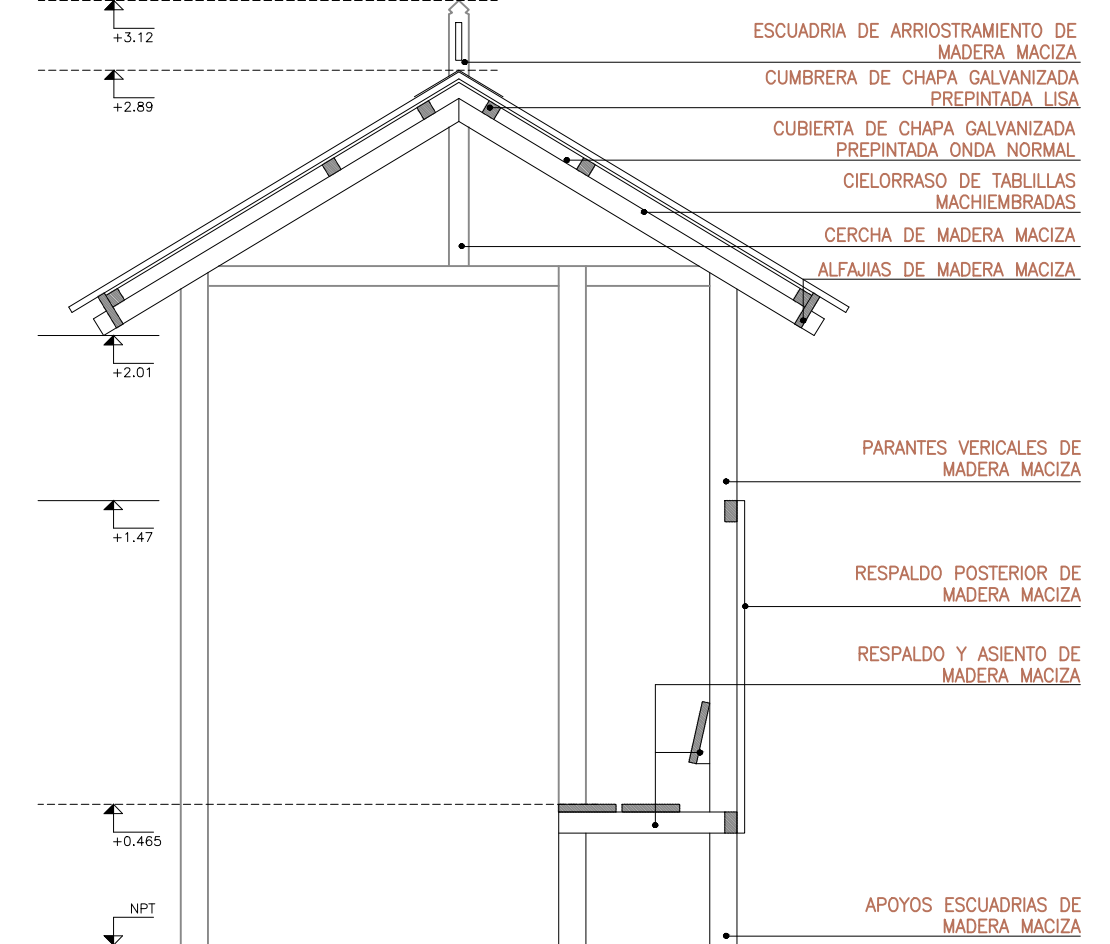 +3.12
ESCUADRIA DE ARRIOSTRAMIENTO DE
MADERA MACIZA
CUMBRERA DE CHAPA GALVANIZADA
PREPINTADA LISA
+2.89
CUBIERTA DE CHAPA GALVANIZADA
PREPINTADA ONDA NORMAL
CIELORRASO DE TABLILLAS
MACHIEMBRADAS
CERCHA DE MADERA MACIZA
ALFAJIAS DE MADERA MACIZA
+2.01
PARANTES VERICALES DE
MADERA MACIZA
+1.47
RESPALDO POSTERIOR DE
MADERA MACIZA
RESPALDO Y ASIENTO DE
MADERA MACIZA
+0.465
NPT
APOYOS ESCUADRIAS DE
MADERA MACIZA